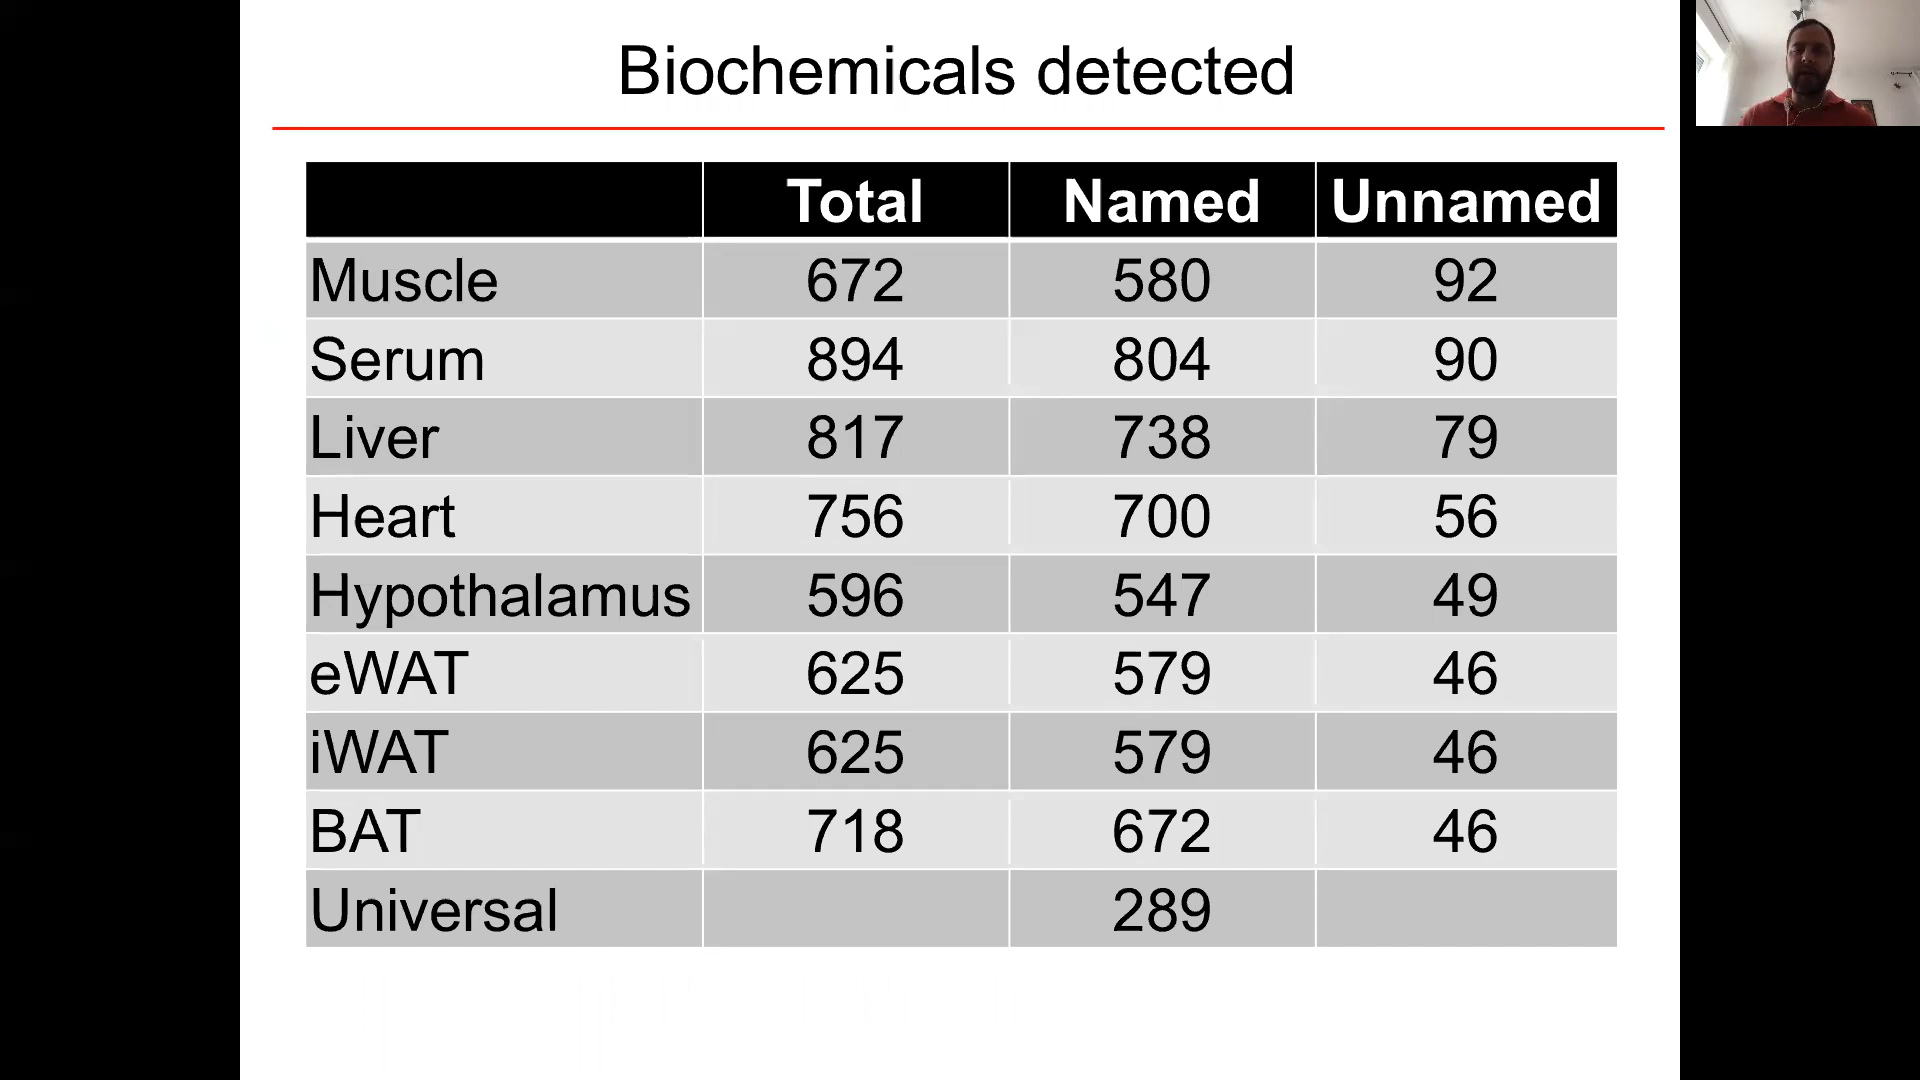 Biochemicals detected
Total Named Unnamed
Muscle 672 580 92
Serum 894 804 90
Liver 817 738 79
Heart 756 700 56
Hypothalamus 596 547 49
eWAT 625 579 46
iWAT 625 579 46
BAT 718 672 46
Universal 289